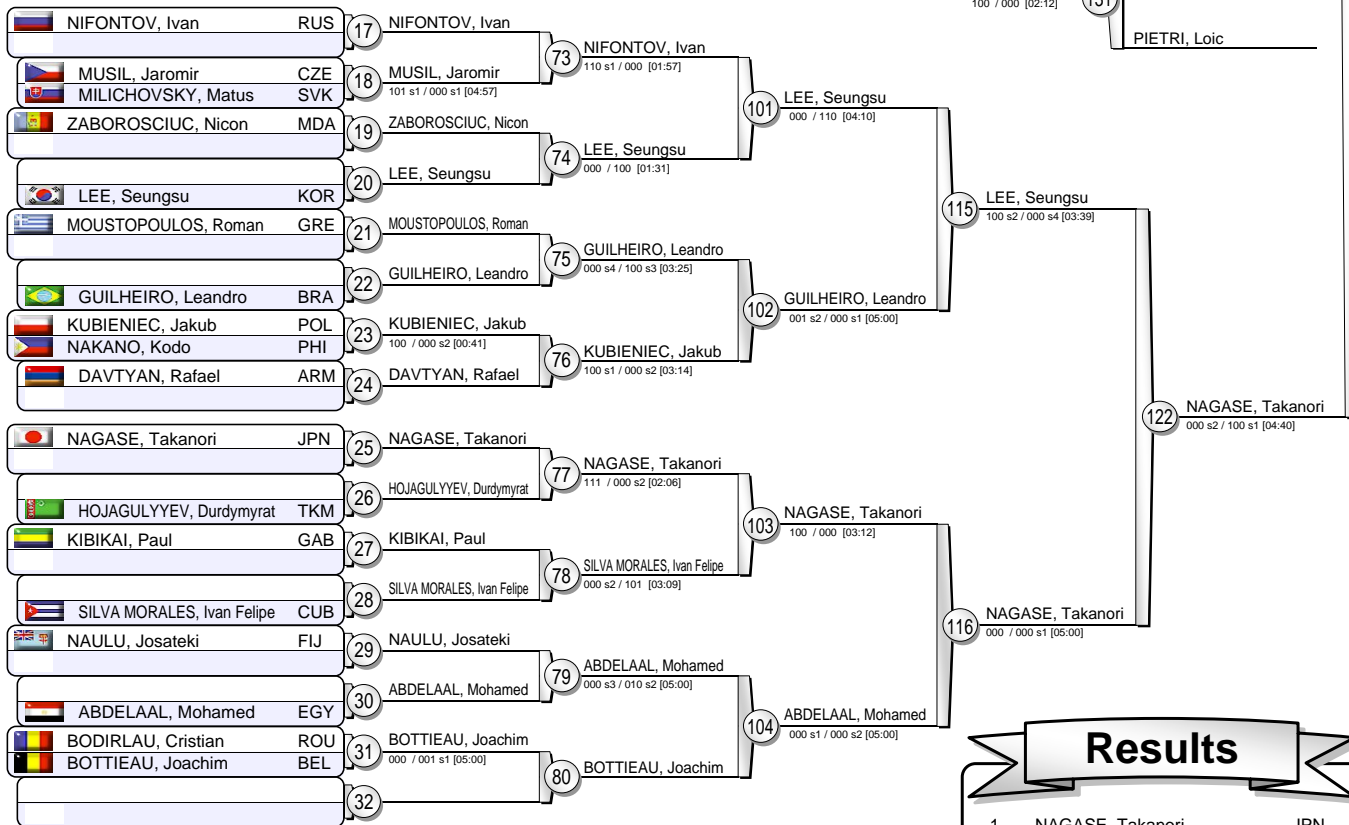 100 / 000 [02:12]
131
PIETRI, Loic
NIFONTOV, Ivan RUS
17
NIFONTOV, Ivan
73
NIFONTOV, Ivan
110 s1 / 000 [01:57]
MUSIL, Jaromir CZE
MILICHOVSKY, Matus SVK
18
MUSIL, Jaromir
101 s1 / 000 s1 [04:57]
101
LEE, Seungsu
000 / 110 [04:10]
ZABOROSCIUC, Nicon MDA
19
ZABOROSCIUC, Nicon
74
LEE, Seungsu
000 / 100 [01:31]
LEE, Seungsu KOR
20
LEE, Seungsu
115
LEE, Seungsu
100 s2 / 000 s4 [03:39]
MOUSTOPOULOS, Roman GRE
21
MOUSTOPOULOS, Roman
75
GUILHEIRO, Leandro
000 s4 / 100 s3 [03:25]
GUILHEIRO, Leandro BRA
22
GUILHEIRO, Leandro
102
GUILHEIRO, Leandro
001 s2 / 000 s1 [05:00]
KUBIENIEC, Jakub POL
NAKANO, Kodo PHI
23
KUBIENIEC, Jakub
100 / 000 s2 [00:41]
76
KUBIENIEC, Jakub
100 s1 / 000 s2 [03:14]
DAVTYAN, Rafael ARM
24
DAVTYAN, Rafael
122
NAGASE, Takanori
000 s2 / 100 s1 [04:40]
NAGASE, Takanori JPN
25
NAGASE, Takanori
77
NAGASE, Takanori
111 / 000 s2 [02:06]
HOJAGULYYEV, Durdymyrat TKM
26
HOJAGULYYEV, Durdymyrat
103
NAGASE, Takanori
100 / 000 [03:12]
KIBIKAI, Paul GAB
27
KIBIKAI, Paul
78
SILVA MORALES, Ivan Felipe
000 s2 / 101 [03:09]
SILVA MORALES, Ivan Felipe CUB
28
SILVA MORALES, Ivan Felipe
116
NAGASE, Takanori
000 / 000 s1 [05:00]
NAULU, Josateki FIJ
29
NAULU, Josateki
79
ABDELAAL, Mohamed
000 s3 / 010 s2 [05:00]
ABDELAAL, Mohamed EGY
30
ABDELAAL, Mohamed
104
ABDELAAL, Mohamed
000 s1 / 000 s2 [05:00]
BODIRLAU, Cristian ROU
BOTTIEAU, Joachim BEL
31
BOTTIEAU, Joachim
000 / 001 s1 [05:00]
80
BOTTIEAU, Joachim
32
Results
1 NAGASE, Takanori JPN